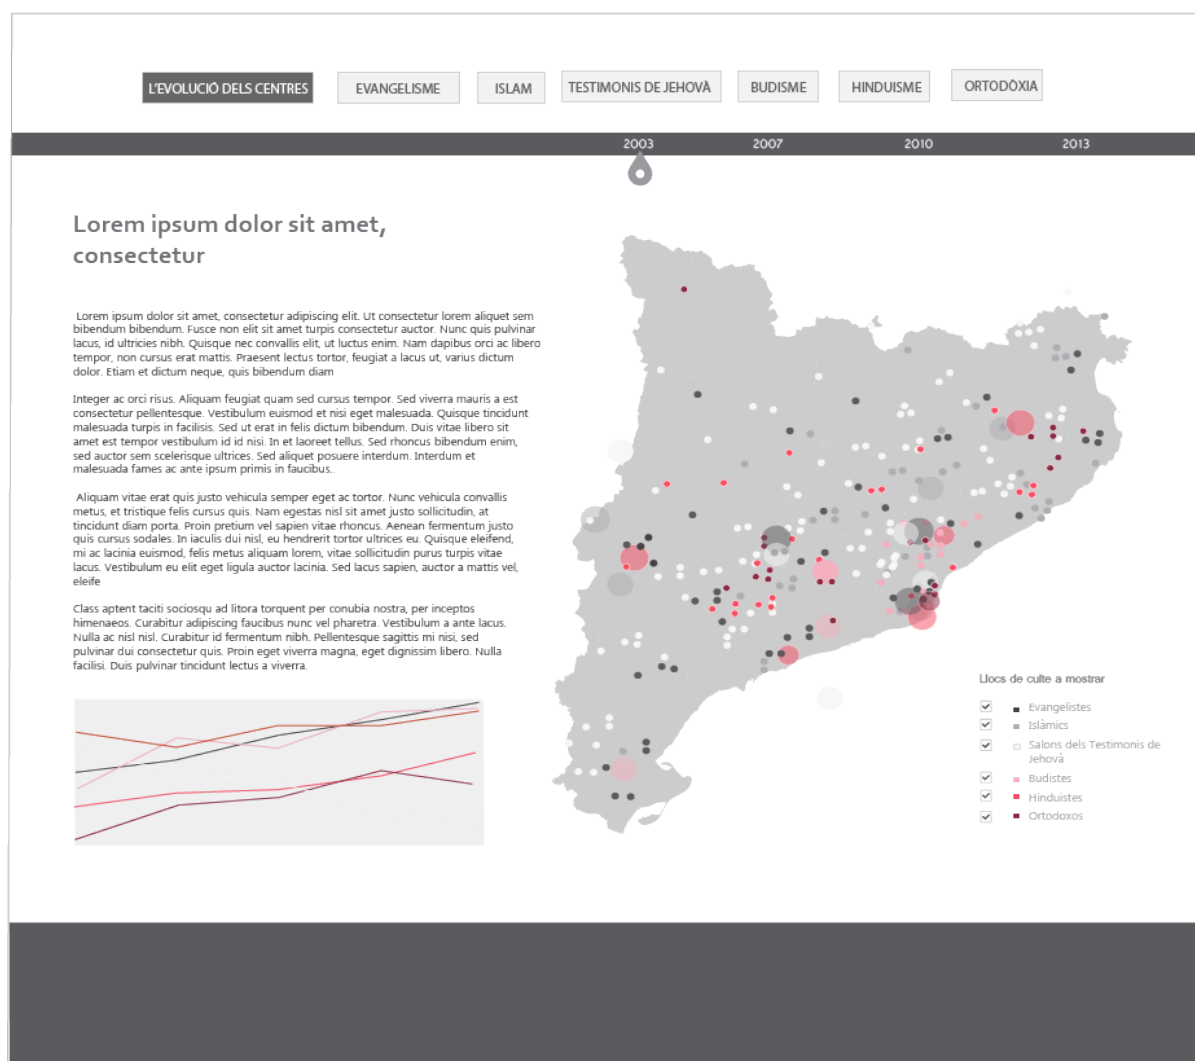 L'EVOLUCIÓ DELS CENTRES
EVANGELISME
ISLAM
TESTIMONIS DE JEHOVÀ
BUDISME
HINDUISME
ORTODÒXIA
2003
2007
2010
2013
Lorem ipsum dolor sit amet,
consectetur
Lorem ipsum dolor sit amet, consectetur adipiscing elit. Ut consectetur lorem aliquet sem
bibendum bibendum. Fusce non elit sit amet turpis consectetur auctor. Nunc quis pulvinar
lacus, id ultricies nibh. Quisque nec convallis elit, ut luctus enim. Nam dapibus orci ac libero
tempor, non cursus erat mattis. Praesent lectus tortor, feugiat a lacus ut, varius dictum
dolor. Etiam et dictum neque, quis bibendum diam
Integer ac orci risus. Aliquam feugiat quam sed cursus tempor. Sed viverra mauris a est
consectetur pellentesque. Vestibulum euismod et nisi eget malesuada. Quisque tincidunt
malesuada turpis in facilisis. Sed ut erat in felis dictum bibendum. Duis vitae libero sit
amet est tempor vestibulum id id nisi. In et laoreet tellus. Sed rhoncus bibendum enim,
sed auctor sem scelerisque ultrices. Sed aliquet posuere interdum. Interdum et
malesuada fames ac ante ipsum primis in faucibus..
Aliquam vitae erat quis justo vehicula semper eget ac tortor. Nunc vehicula convallis
metus, et tristique felis cursus quis. Nam egestas nisl sit amet justo sollicitudin, at
tincidunt diam porta. Proin pretium vel sapien vitae rhoncus. Aenean fermentum justo
quis cursus sodales. In iaculis dui nisl, eu hendrerit tortor ultrices eu. Quisque eleifend,
mi ac lacinia euismod, felis metus aliquam lorem, vitae sollicitudin purus turpis vitae
lacus. Vestibulum eu elit eget ligula auctor lacinia. Sed lacus sapien, auctor a mattis vel,
eleife
Class aptent taciti sociosqu ad litora torquent per conubia nostra, per inceptos
himenaeos. Curabitur adipiscing faucibus nunc vel pharetra. Vestibulum a ante lacus.
Nulla ac nisl nisl. Curabitur id fermentum nibh. Pellentesque sagittis mi nisi, sed
pulvinar dui consectetur quis. Proin eget viverra magna, eget dignissim libero. Nulla
facilisi. Duis pulvinar tincidunt lectus a viverra.
Llocs de culte a mostrar
Evangelistes
Islàmics
Salons dels Testimonis de
Jehovà
Budistes
Hinduistes
Ortodoxos